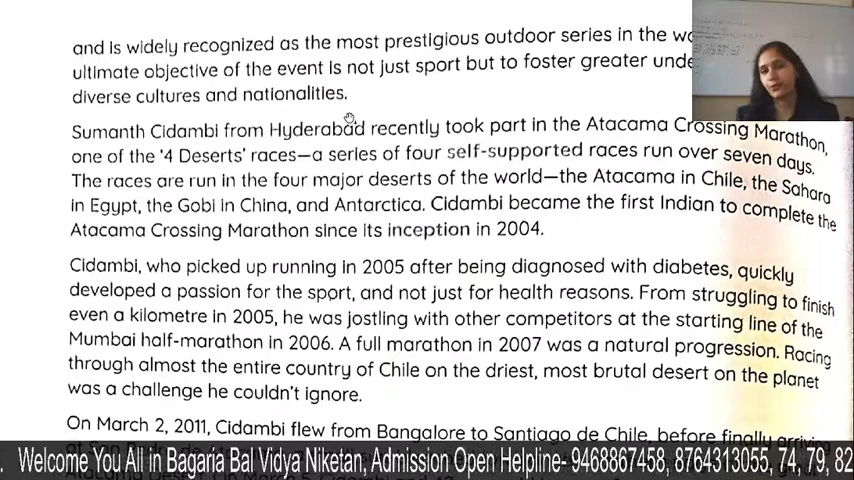 and is widely recognized as the most prestigious outdoor series in the
ultimate objective of the event is not just sport but to foster greater
diverse cultures and nationalities.
Sumanth Cidambi from Hyderabad recently took part in the Atacama Crossing Marathon,
one of the '4 Deserts' races—a series of four self-supported races run over seven days.
The races are run in the four major deserts of the world—the Atacama in Chile, the Sahara
in Egypt, the Gobi in China, and Antarctica. Cidambi became the first Indian to complete the
Atacama Crossing Marathon since its inception in 2004.
Cidambi, who picked up running in 2005 after being diagnosed with diabetes, quickly
developed a passion for the sport, and not just for health reasons. From struggling to finish
even a kilometre in 2005, he was jostling with other competitors at the starting line of the
Mumbai half-marathon in 2006. A full marathon in 2007 was a natural progression. Racing
through almost the entire country of Chile on the driest, most brutal desert on the planet
was a challenge he couldn't ignore.
On March 2, 2011, Cidambi flew from Bangalore to Santiago de Chile, before finally arriving
Welcome You All in Bagaria Bal Vidya Niketan, Admission Open Helpline- 9468867458, 8764313055, 74, 79, 82